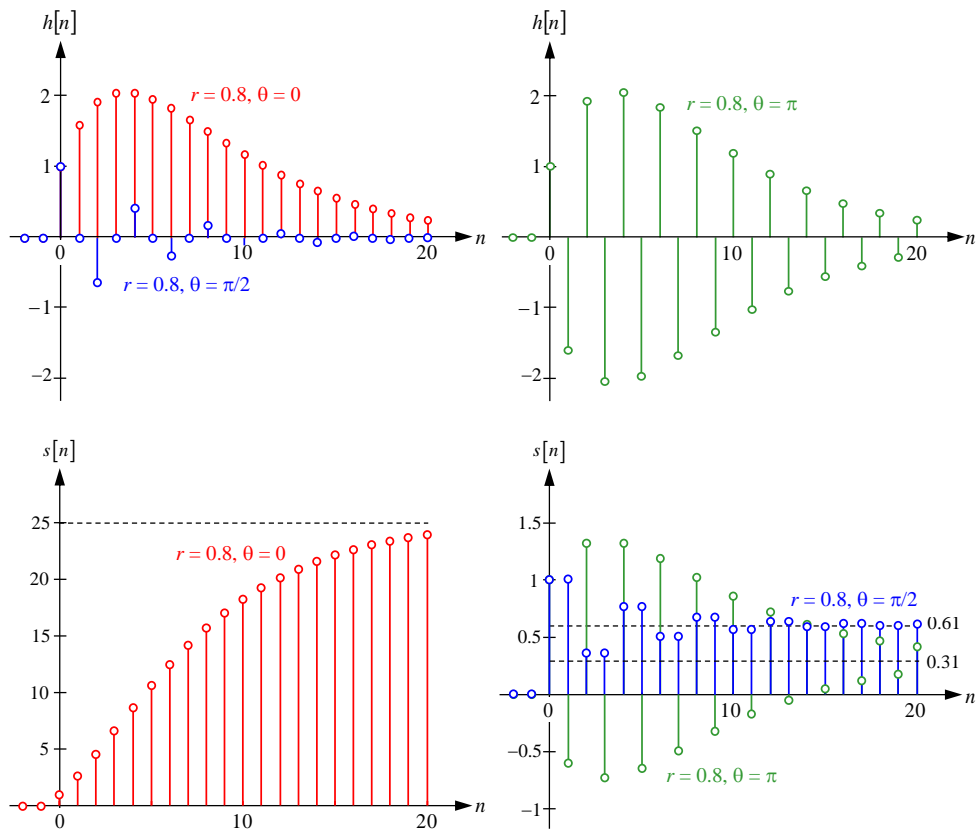 h[n]
2
1
−1
−2
r = 0.8, θ = 0
r = 0.8, θ = π/2
0
10
20
n
h[n]
2
1
−1
−2
r = 0.8, θ = π
0
10
20
n
s[n]
25
20
15
10
5
r = 0.8, θ = 0
0
10
20
n
s[n]
1.5
1
0.5
−0.5
−1
r = 0.8, θ = π/2
0.61
0.31
r = 0.8, θ = π
0
10
20
n